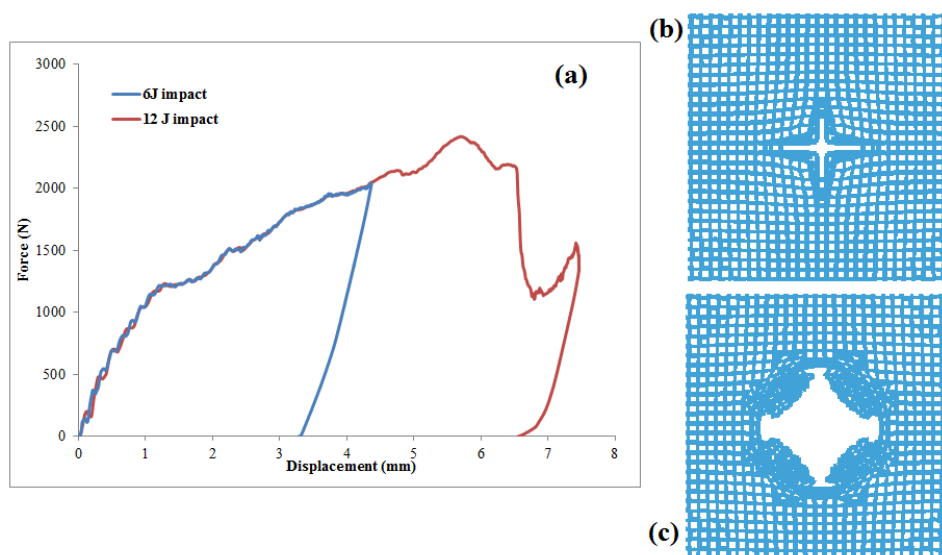 (a)
6J impact
12 J impact
3000
2500
2000
1500
1000
500
0
Force (N)
0 1 2 3 4 5 6 7 8
Displacement (mm)
(b)
(c)